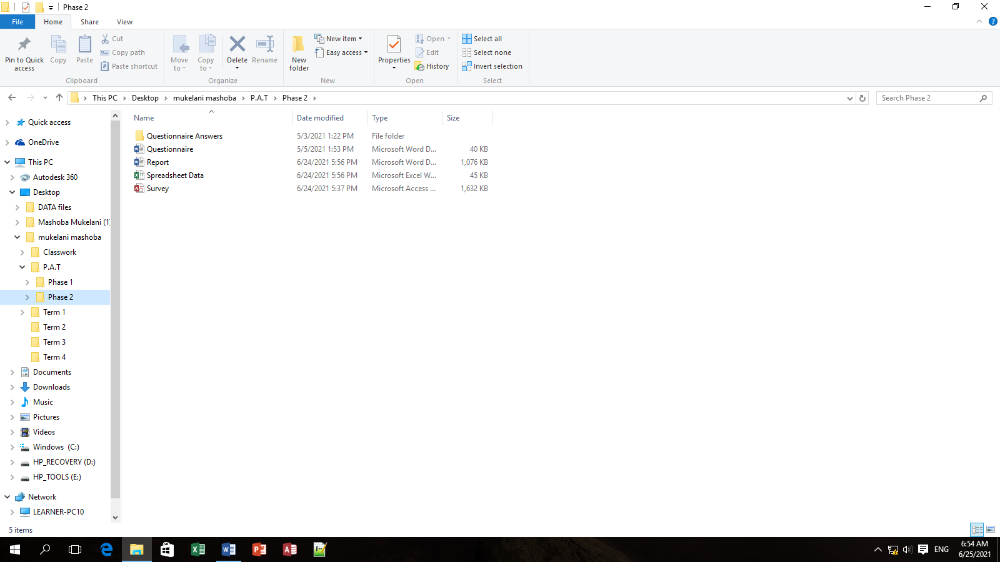 Phase 2
File Home Share View
Pin to Quick access
Copy
Paste
Cut
Copy path
Paste shortcut
Clipboard
Move to
Copy to
Delete
Rename
Organize
New folder
New item
Easy access
New
Properties
Open
Edit
History
Open
Select all
Select none
Invert selection
Select
This PC Desktop mukelani mashoba P.A.T Phase 2
Search Phase 2
Quick access
OneDrive
This PC
Autodesk 360
Desktop
DATA files
Mashoba Mukelani (1)
mukelani mashoba
Classwork
P.A.T
Phase 1
Phase 2
Term 1
Term 2
Term 3
Term 4
Documents
Downloads
Music
Pictures
Videos
Windows (C:)
HP_RECOVERY (D:)
HP_TOOLS (E:)
Network
LEARNER-PC10
Name Date modified Type Size
Questionnaire Answers 5/3/2021 1:22 PM File folder
Questionnaire 5/5/2021 1:53 PM Microsoft Word D... 40 KB
Report 6/24/2021 5:56 PM Microsoft Word D... 1,076 KB
Spreadsheet Data 6/24/2021 5:56 PM Microsoft Excel W... 45 KB
Survey 6/24/2021 5:37 PM Microsoft Access ... 1,632 KB
5 items
ENG
6:54 AM
6/25/2021